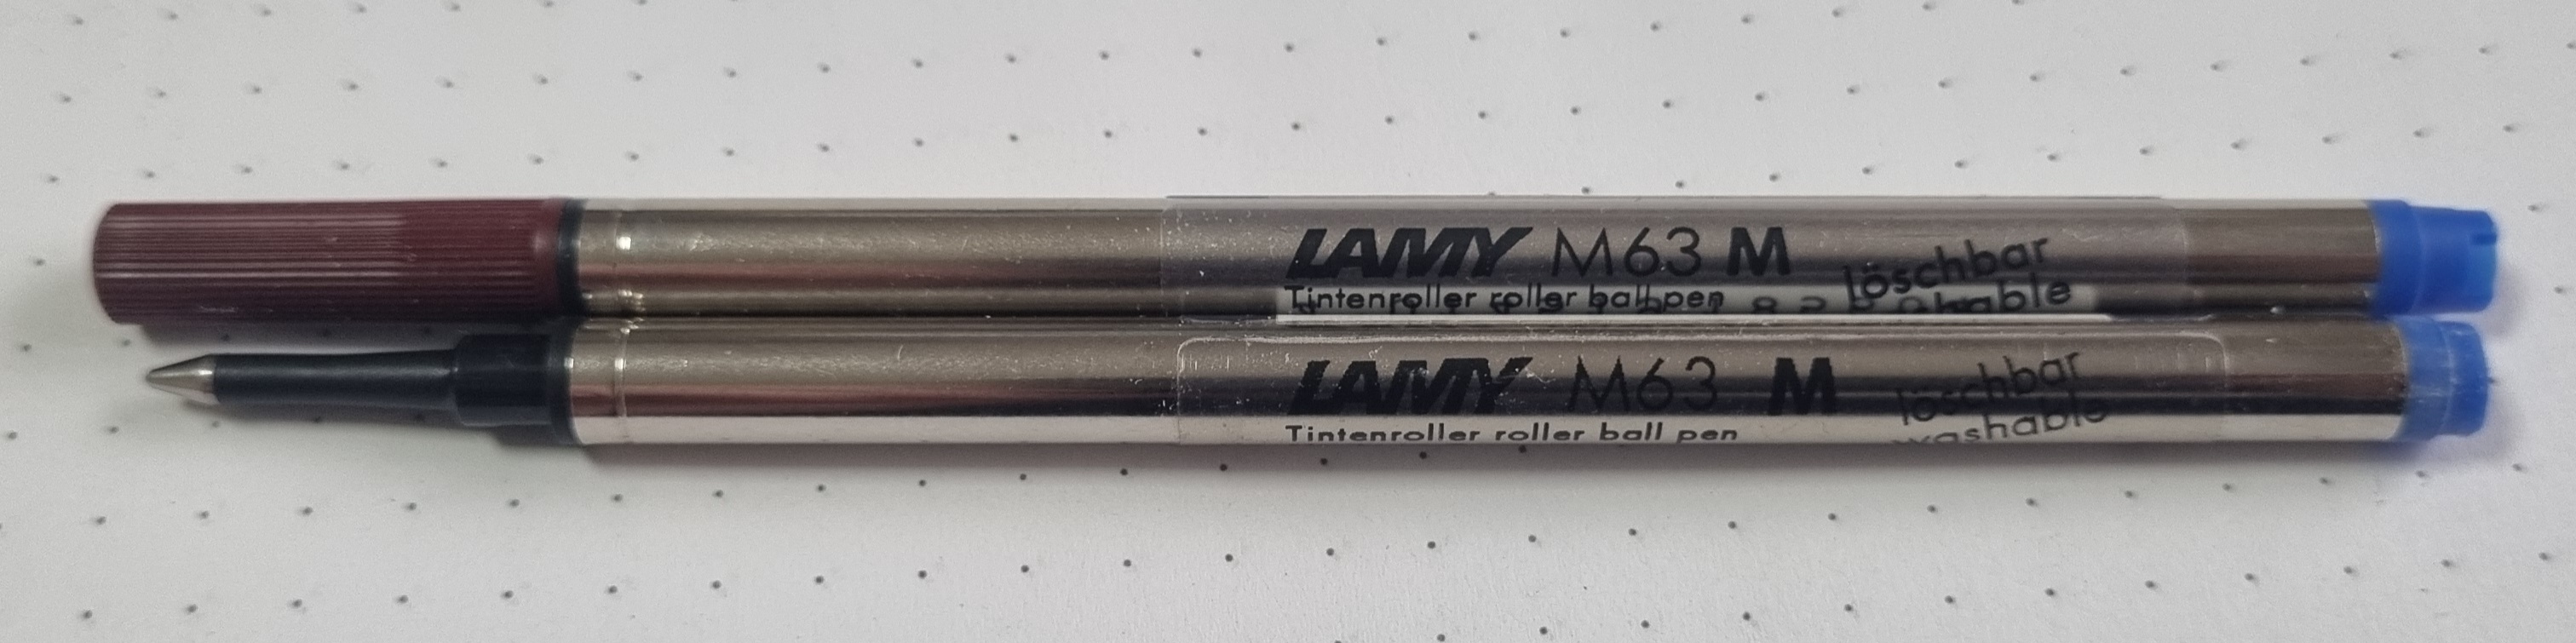 LAMY M63 M
löschbar
Tintenroller roller ball pen
LAMY M63 M
löschbar
washable
Tintenroller roller ball pen